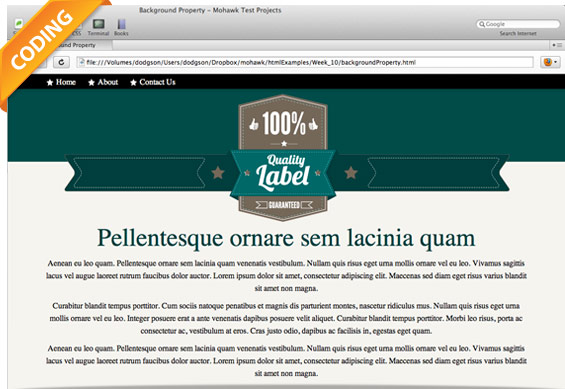 CODING
Background Property – Mohawk Test Projects
CSS Terminal Books
Google
Search Internet
ound Property
file:///Volumes/dodgson/Users/dodgson/Dropbox/mohawk/htmlExamples/Week_10/backgroundProperty.html
Home About Contact Us
100%
Quality
Label
GUARANTEED
Pellentesque ornare sem lacinia quam
Aenean eu leo quam. Pellentesque ornare sem lacinia quam venenatis vestibulum. Nullam quis risus eget urna mollis ornare vel eu leo. Vivamus sagittis
lacus vel augue laoreet rutrum faucibus dolor auctor. Lorem ipsum dolor sit amet, consectetur adipiscing elit. Maecenas sed diam eget risus varius blandit
sit amet non magna.
Curabitur blandit tempus porttitor. Cum sociis natoque penatibus et magnis dis parturient montes, nascetur ridiculus mus. Nullam quis risus eget urna
mollis ornare vel eu leo. Integer posuere erat a ante venenatis dapibus posuere velit aliquet. Curabitur blandit tempus porttitor. Morbi leo risus, porta ac
consectetur ac, vestibulum at eros. Cras justo odio, dapibus ac facilisis in, egestas eget quam.
Aenean eu leo quam. Pellentesque ornare sem lacinia quam venenatis vestibulum. Nullam quis risus eget urna mollis ornare vel eu leo. Vivamus sagittis
lacus vel augue laoreet rutrum faucibus dolor auctor. Lorem ipsum dolor sit amet, consectetur adipiscing elit. Maecenas sed diam eget risus varius blandit
sit amet non magna.